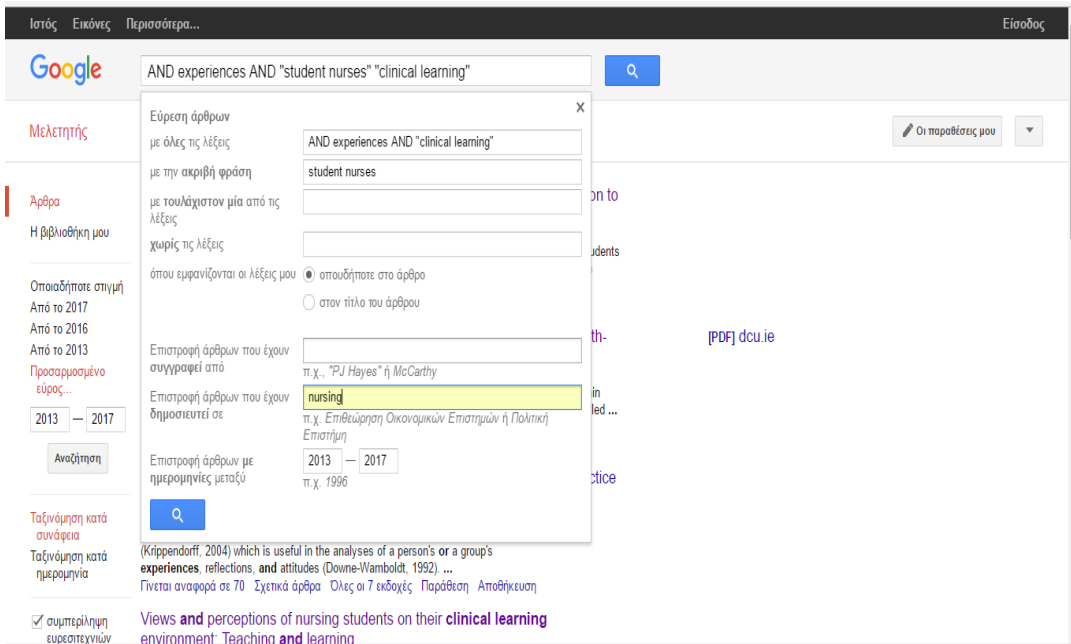 Ιστός Εικόνες Περισσότερα...
Είσοδος
Google
AND experiences AND "student nurses" "clinical learning"
Μελετητής
Οι παραθέσεις μου
Άρθρα
Η βιβλιοθήκη μου
Οποιαδήποτε στιγμή
Από το 2017
Από το 2016
Από το 2013
Προσαρμοσμένο
εύρος...
2013 — 2017
Αναζήτηση
Ταξινόμηση κατά
συνάφεια
Ταξινόμηση κατά
ημερομηνία
συμπερίληψη
ευρεσιτεχνιών
Εύρεση άρθρων
x
με όλες τις λέξεις
AND experiences AND "clinical learning"
με την ακριβή φράση
student nurses
με τουλάχιστον μία από τις
λέξεις
χωρίς τις λέξεις
όπου εμφανίζονται οι λέξεις μου
οπουδήποτε στο άρθρο
στον τίτλο του άρθρου
Επιστροφή άρθρων που έχουν
συγγραφεί από
π.χ., "PJ Hayes" ή McCarthy
Επιστροφή άρθρων που έχουν
δημοσιευτεί σε
nursing
π.χ. Επιθεώρηση Οικονομικών Επιστημών ή Πολιτική
Επιστήμη
Επιστροφή άρθρων με
ημερομηνίες μεταξύ
2013 — 2017
π.χ. 1996
on to
th-
[PDF] dcu.ie
in
ctice
(Krippendorff, 2004) which is useful in the analyses of a person's or a group's
experiences, reflections, and attitudes (Downe-Wamboldt, 1992). ...
Γίνεται αναφορά σε 70 Σχετικά άρθρα Όλες οι 7 εκδοχές Παράθεση Αποθήκευση
Views and perceptions of nursing students on their clinical learning
environment: Teaching and learning